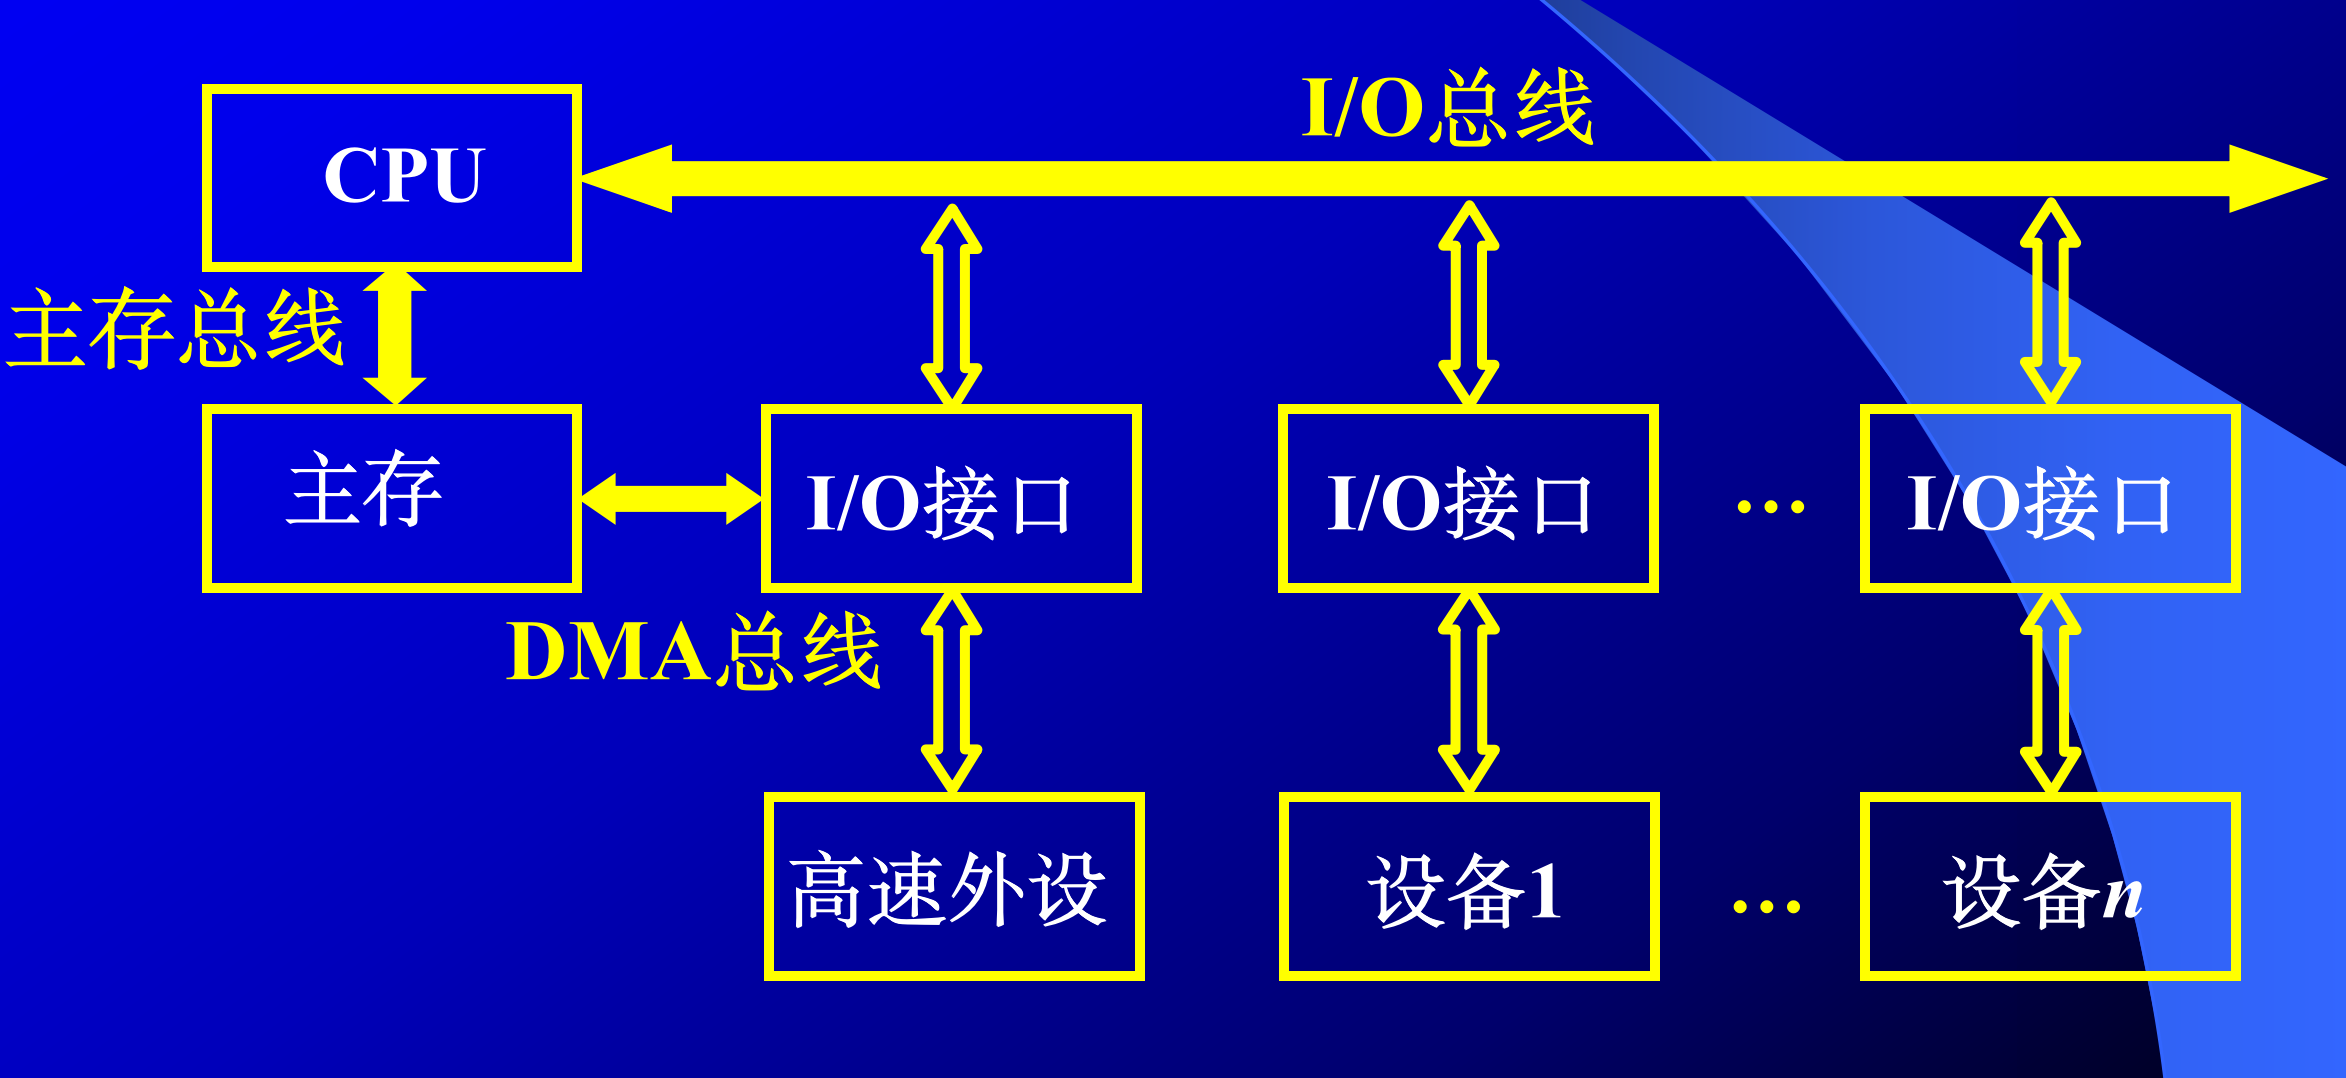 I/O总线
CPU
主存总线
主存
I/O接口
I/O接口
…
I/O接口
DMA总线
高速外设
设备1
…
设备n